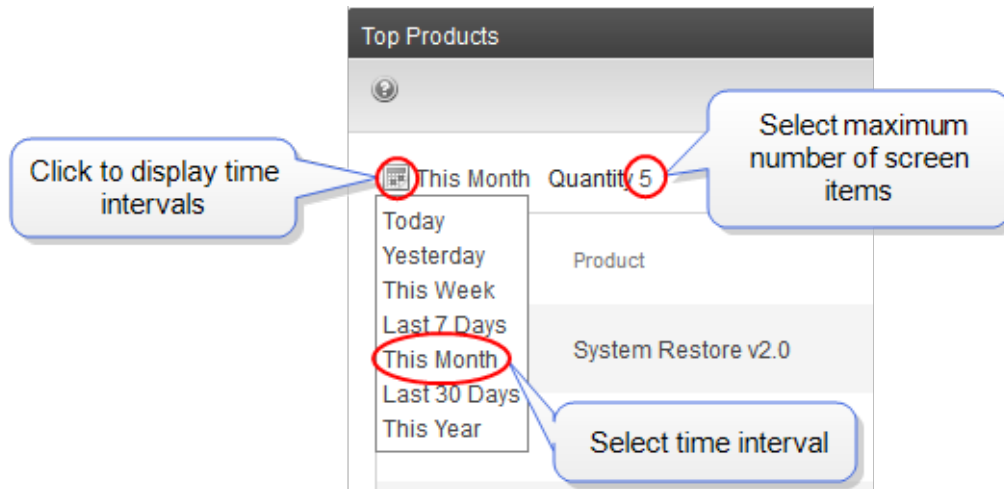 Top Products
?
Click to display time
intervals
This Month Quantity 5
Select maximum
number of screen
items
Today
Yesterday
This Week
Last 7 Days
This Month
Last 30 Days
This Year
Product
System Restore v2.0
Select time interval